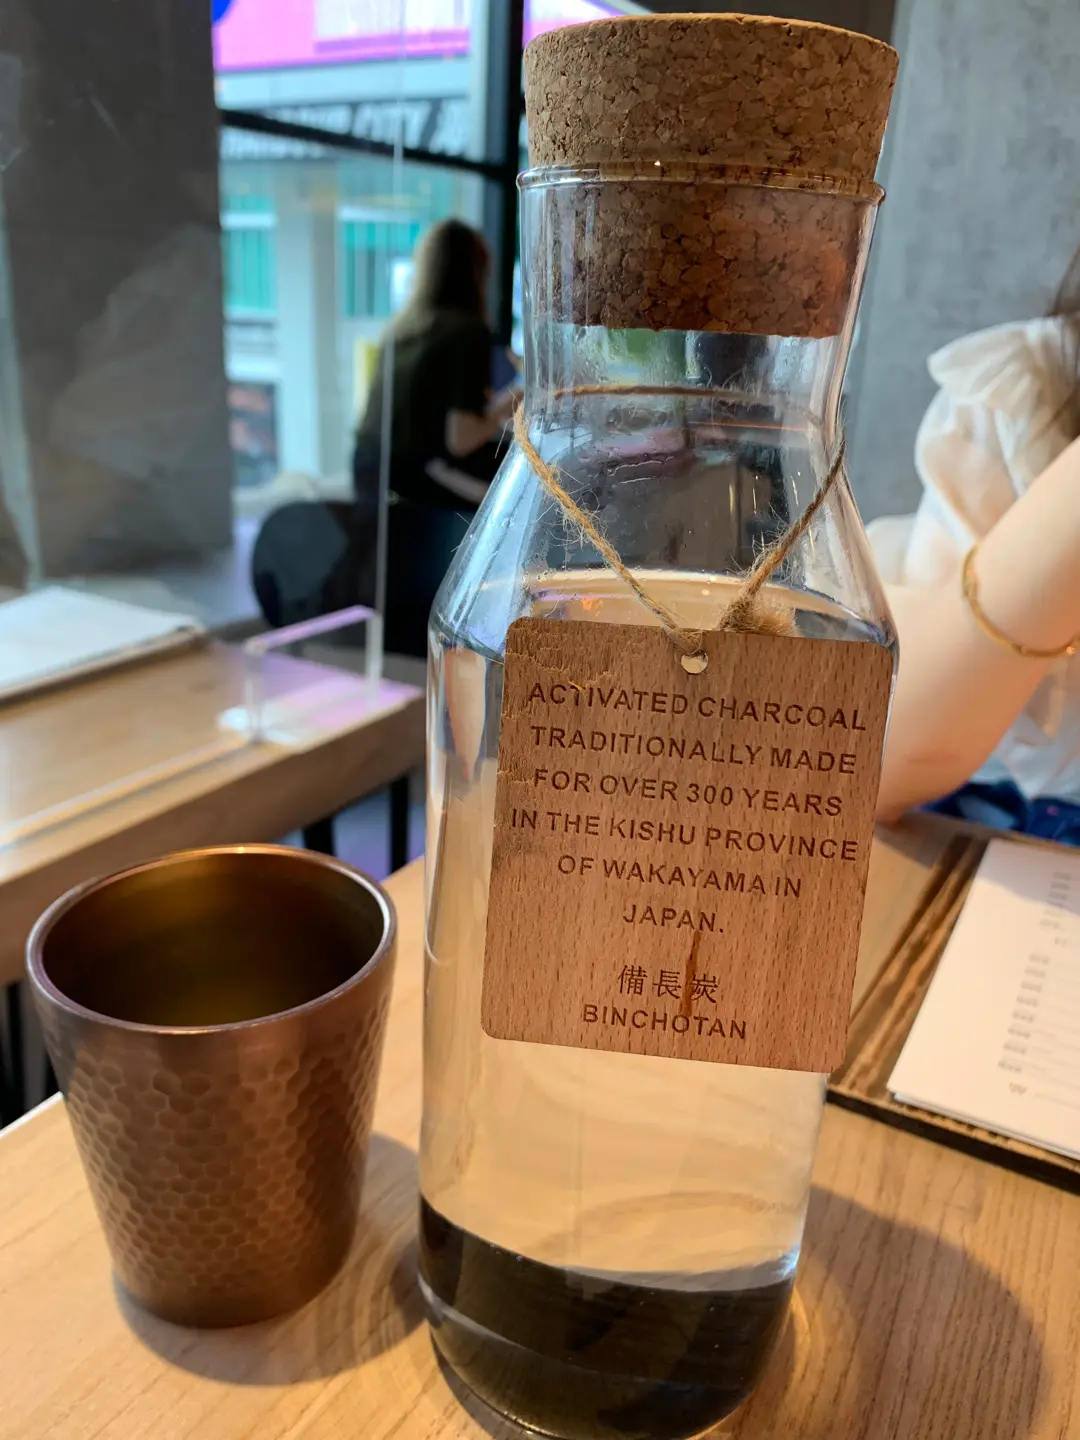 ACTIVATED CHARCOAL
TRADITIONALLY MADE
FOR OVER 300 YEARS
IN THE KISHU PROVINCE
OF WAKAYAMA IN
JAPAN.
備長炭
BINCHOTAN